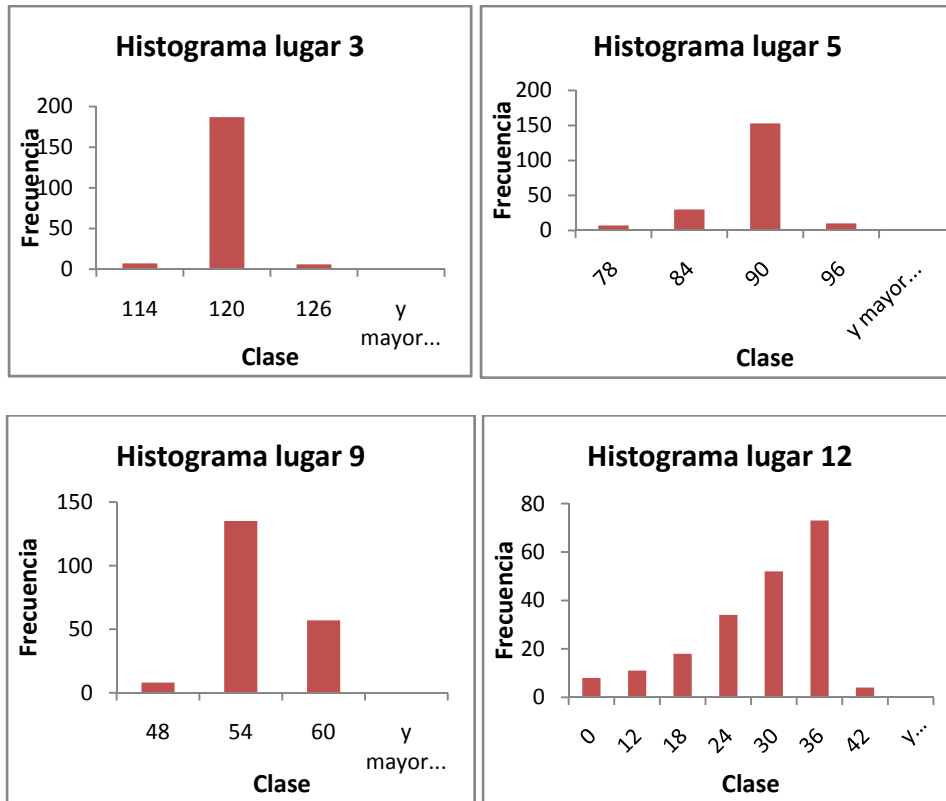 Histograma lugar 3
Frecuencia
200
150
100
50
0
114 120 126 y
mayor...
Clase
Histograma lugar 5
Frecuencia
200
150
100
50
0
78 84 90 96 y mayor...
Clase
Histograma lugar 9
Frecuencia
150
100
50
0
48 54 60 y
mayor...
Clase
Histograma lugar 12
Frecuencia
80
60
40
20
0
0 12 18 24 30 36 42 y...
Clase